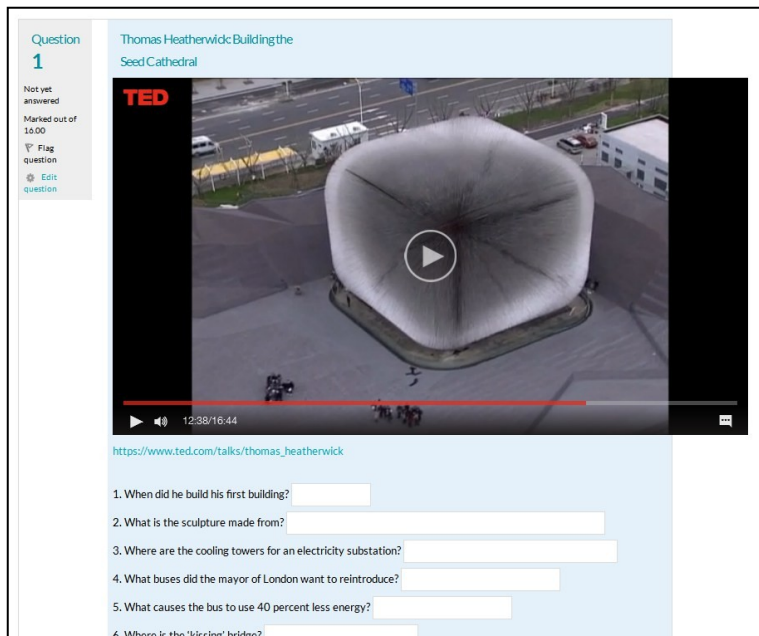 Question
1
Not yet
answered
Marked out of
16.00
Flag
question
Edit
question
Thomas Heatherwick: Building the
Seed Cathedral
TED
12:38/16:44
https://www.ted.com/talks/thomas_heatherwick
1. When did he build his first building?
2. What is the sculpture made from?
3. Where are the cooling towers for an electricity substation?
4. What buses did the mayor of London want to reintroduce?
5. What causes the bus to use 40 percent less energy?
6. Where is the 'kissing' bridge?